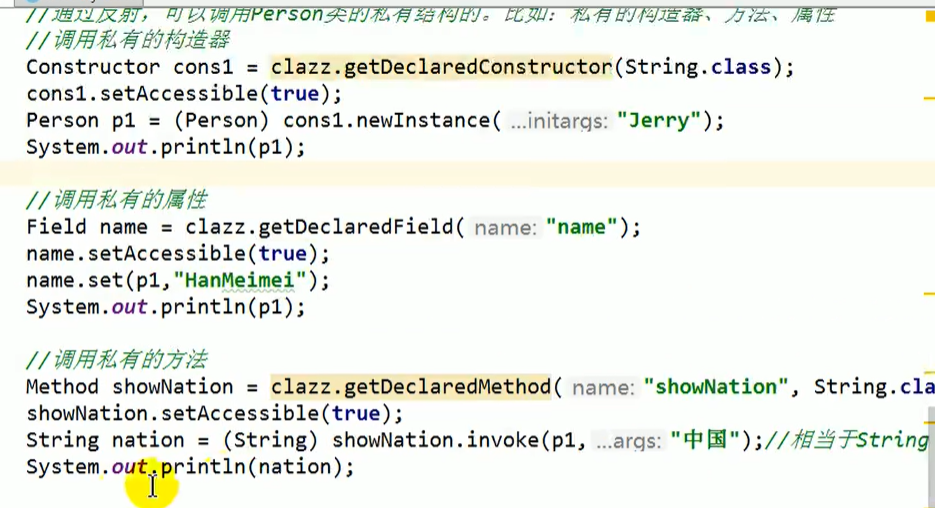 //通过反射，可以调用Person类的私有结构的。比如：私有的构造器、方法、属性
//调用私有的构造器
Constructor cons1 = clazz.getDeclaredConstructor(String.class);
cons1.setAccessible(true);
Person p1 = (Person) cons1.newInstance( ...initargs: "Jerry");
System.out.println(p1);
//调用私有的属性
Field name = clazz.getDeclaredField( name: "name");
name.setAccessible(true);
name.set(p1,"HanMeimei");
System.out.println(p1);
//调用私有的方法
Method showNation = clazz.getDeclaredMethod( name: "showNation", String.cla
showNation.setAccessible(true);
String nation = (String) showNation.invoke(p1, ...args: "中国");//相当于String
System.out.println(nation);